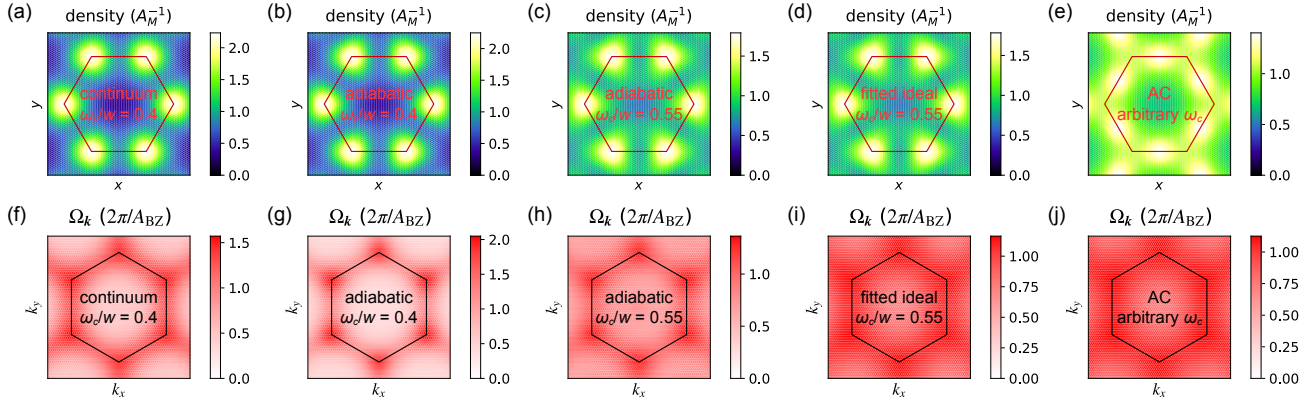 (a) density (A_M^{-1})
continuum
ω_c/w = 0.4
y
x
2.0
1.5
1.0
0.5
0.0
(b) density (A_M^{-1})
adiabatic
ω_c/w = 0.4
y
x
2.0
1.5
1.0
0.5
0.0
(c) density (A_M^{-1})
adiabatic
ω_c/w = 0.55
y
x
1.5
1.0
0.5
0.0
(d) density (A_M^{-1})
fitted ideal
ω_c/w = 0.55
y
x
1.5
1.0
0.5
0.0
(e) density (A_M^{-1})
AC
arbitrary ω_c
y
x
1.0
0.5
0.0
(f) Ω_k (2π/A_BZ)
continuum
ω_c/w = 0.4
k_y
k_x
1.5
1.0
0.5
0.0
(g) Ω_k (2π/A_BZ)
adiabatic
ω_c/w = 0.4
k_y
k_x
2.0
1.5
1.0
0.5
0.0
(h) Ω_k (2π/A_BZ)
adiabatic
ω_c/w = 0.55
k_y
k_x
1.0
0.5
0.0
(i) Ω_k (2π/A_BZ)
fitted ideal
ω_c/w = 0.55
k_y
k_x
1.00
0.75
0.50
0.25
0.00
(j) Ω_k (2π/A_BZ)
AC
arbitrary ω_c
k_y
k_x
1.00
0.75
0.50
0.25
0.00